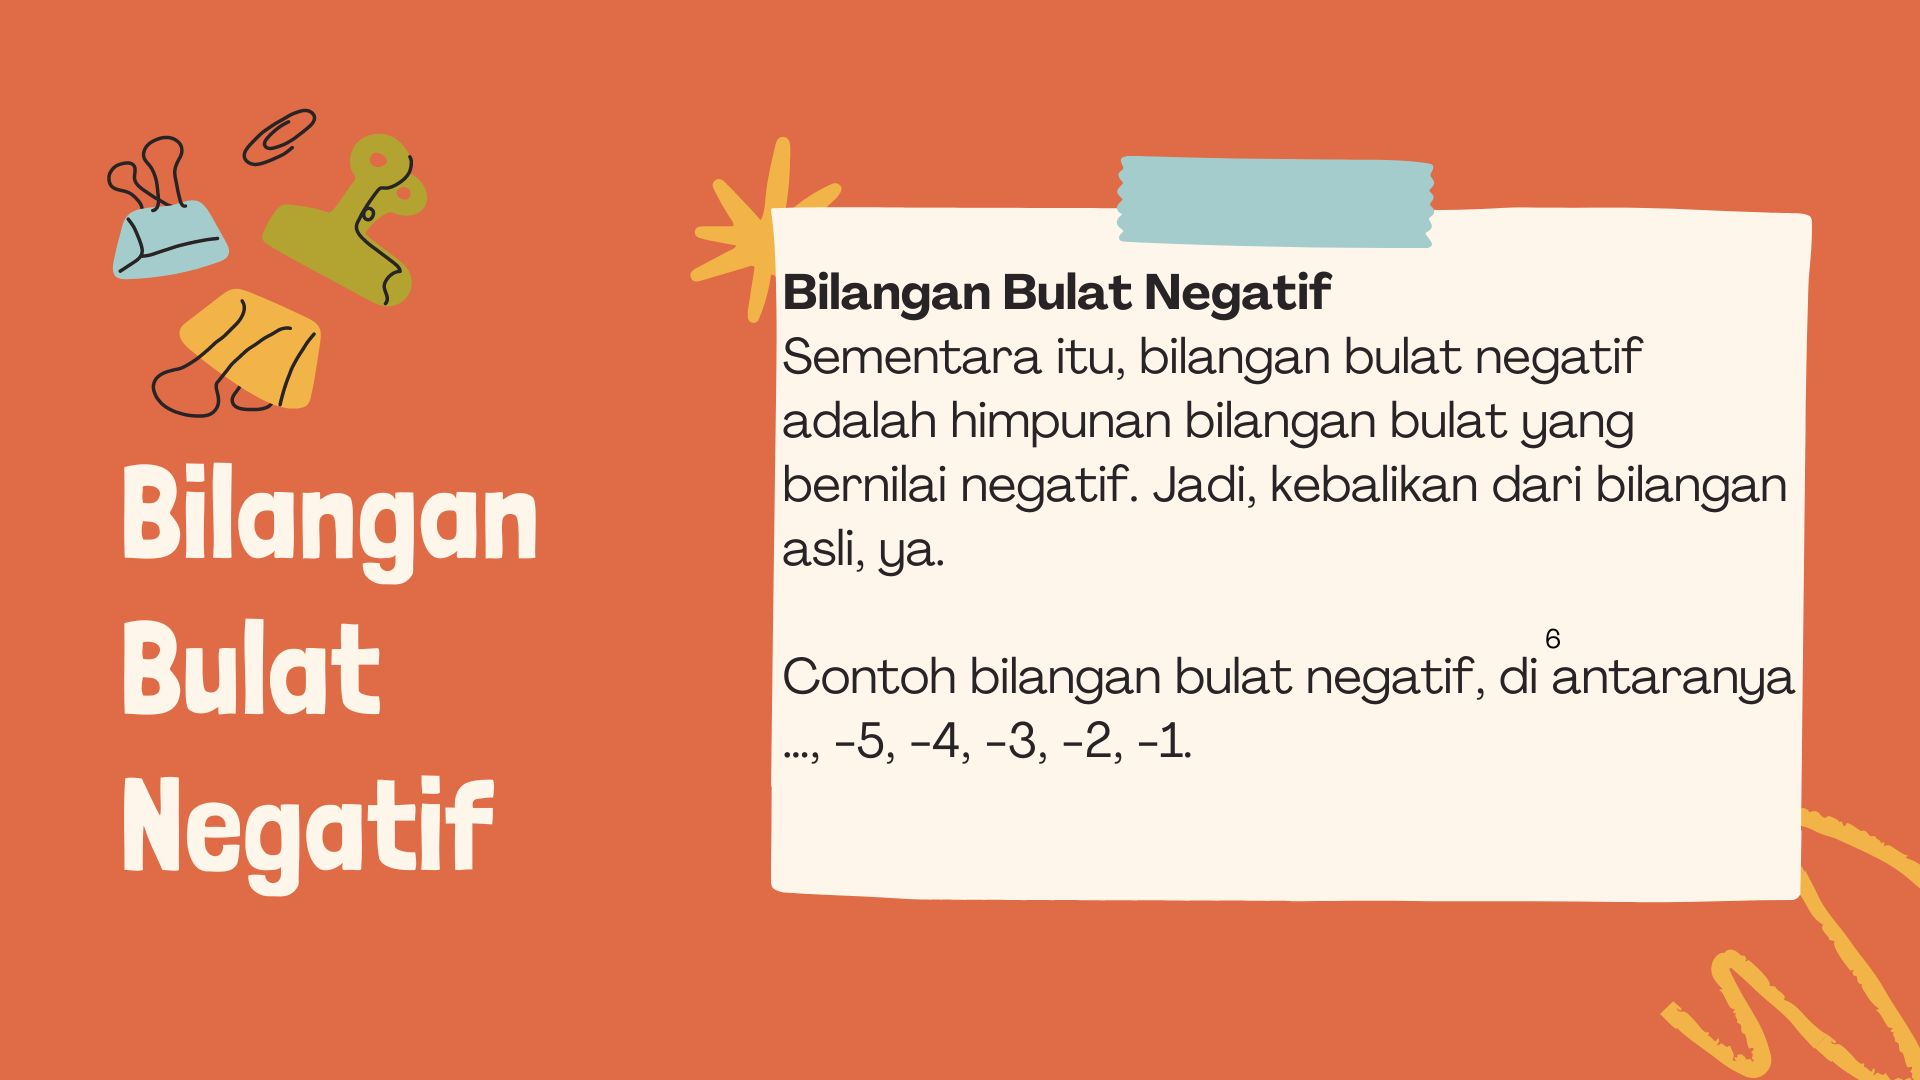 Bilangan
Bulat
Negatif
Bilangan Bulat Negatif
Sementara itu, bilangan bulat negatif
adalah himpunan bilangan bulat yang
bernilai negatif. Jadi, kebalikan dari bilangan
asli, ya.
6
Contoh bilangan bulat negatif, di antaranya
..., -5, -4, -3, -2, -1.